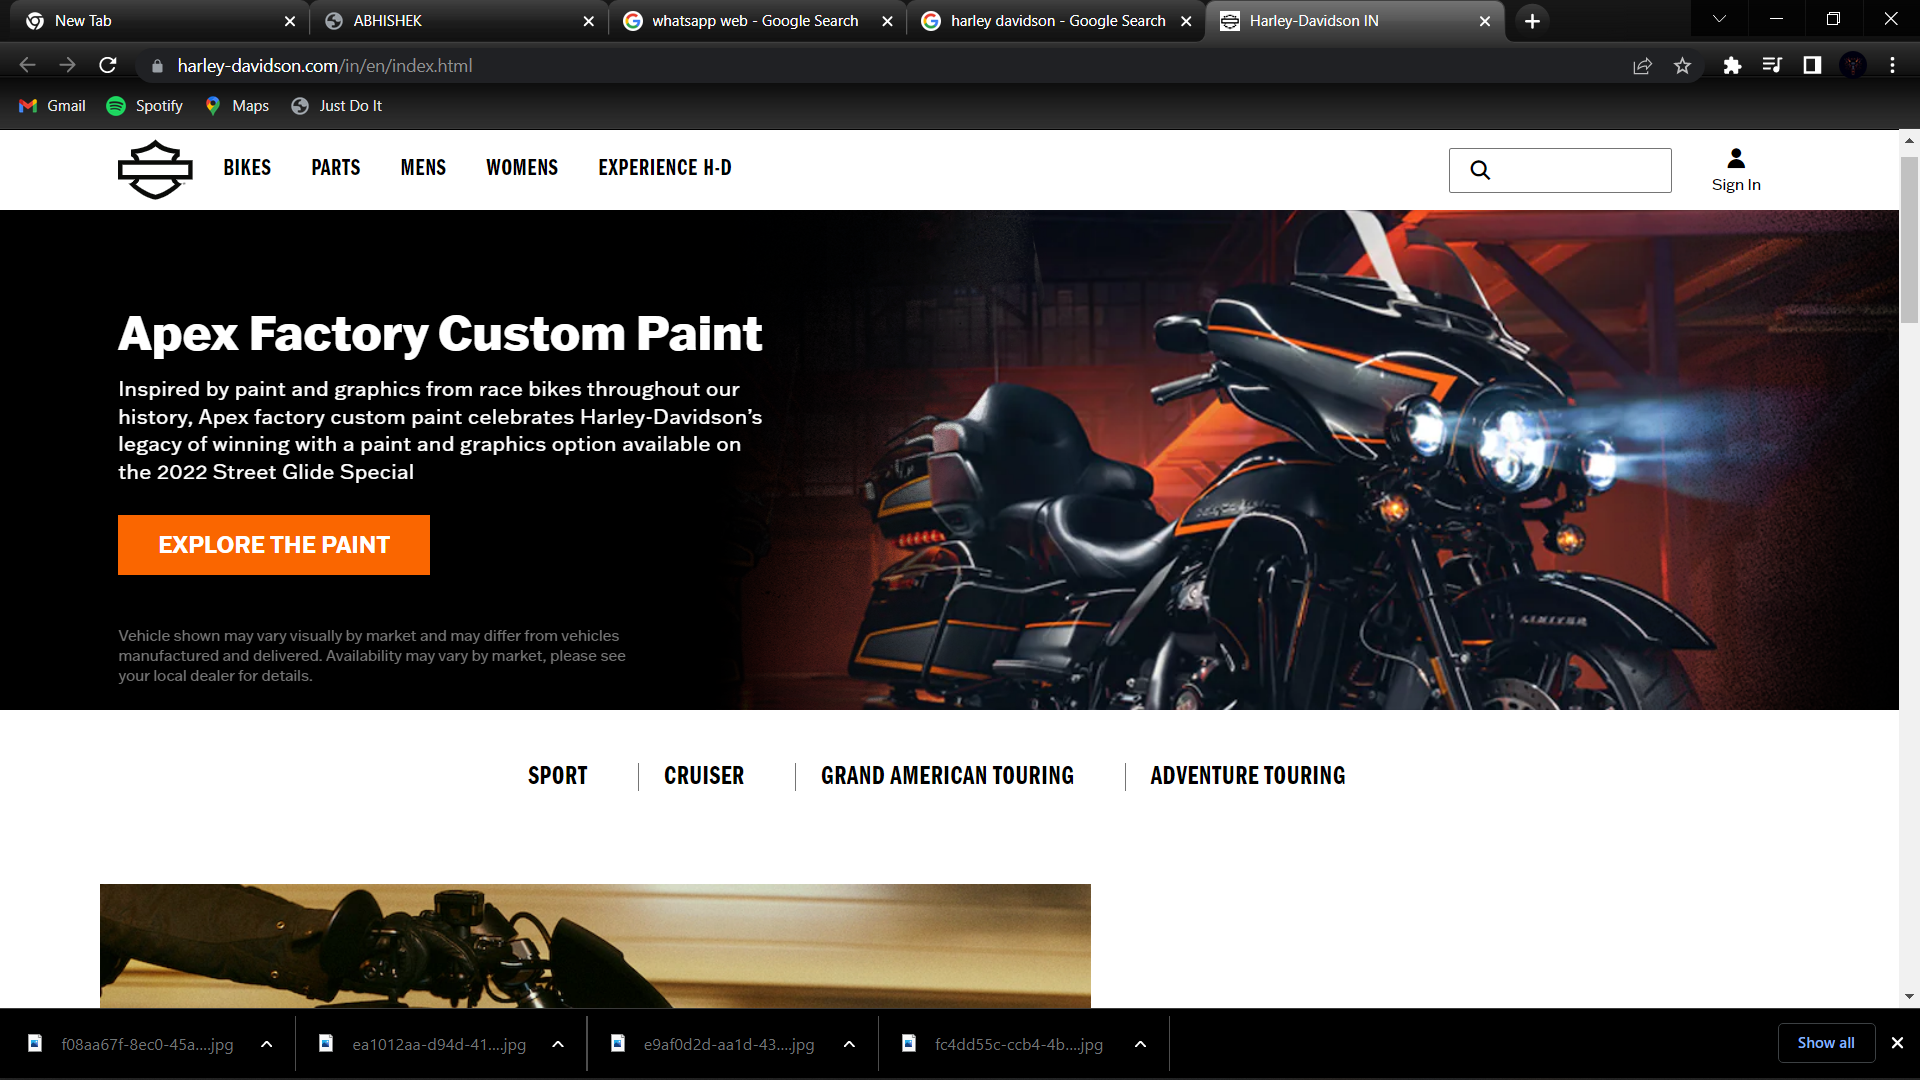 New Tab
ABHISHEK
whatsapp web - Google Search
harley davidson - Google Search
Harley-Davidson IN
harley-davidson.com/in/en/index.html
Gmail
Spotify
Maps
Just Do It
BIKES
PARTS
MENS
WOMENS
EXPERIENCE H-D
Sign In
Apex Factory Custom Paint
Inspired by paint and graphics from race bikes throughout our
history, Apex factory custom paint celebrates Harley-Davidson’s
legacy of winning with a paint and graphics option available on
the 2022 Street Glide Special
EXPLORE THE PAINT
Vehicle shown may vary visually by market and may differ from vehicles
manufactured and delivered. Availability may vary by market, please see
your local dealer for details.
SPORT
CRUISER
GRAND AMERICAN TOURING
ADVENTURE TOURING
f08aa67f-8ec0-45a....jpg
ea1012aa-d94d-41....jpg
e9af0d2d-aa1d-43....jpg
fc4dd55c-ccb4-4b....jpg
Show all